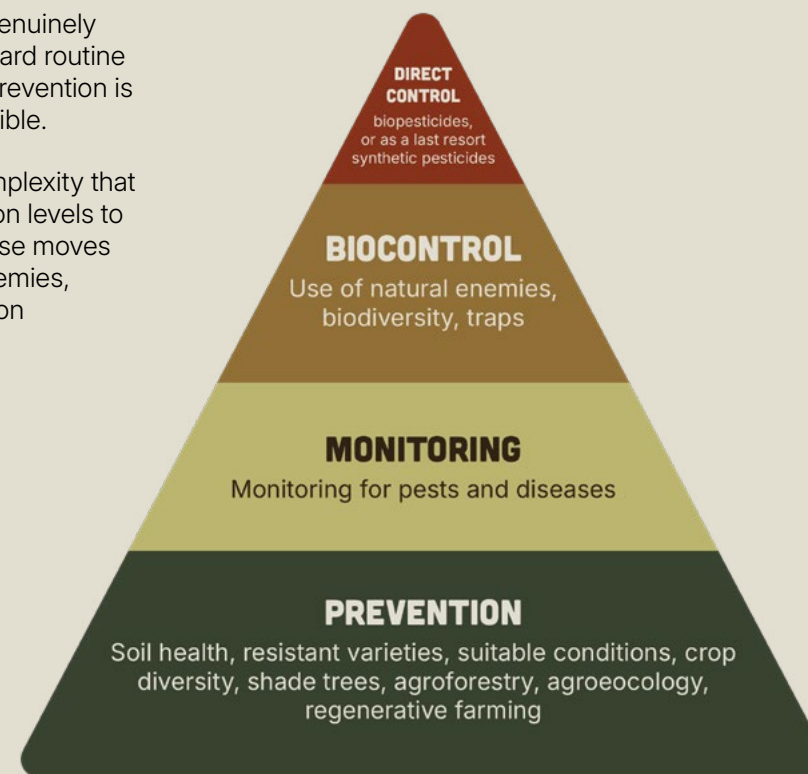 enuinely
ard routine
revention is
ible.
mplexity that
on levels to
se moves
emies,
on
DIRECT
CONTROL
biopesticides,
or as a last resort
synthetic pesticides
BIOCONTROL
Use of natural enemies,
biodiversity, traps
MONITORING
Monitoring for pests and diseases
PREVENTION
Soil health, resistant varieties, suitable conditions, crop
diversity, shade trees, agroforestry, agroeocology,
regenerative farming